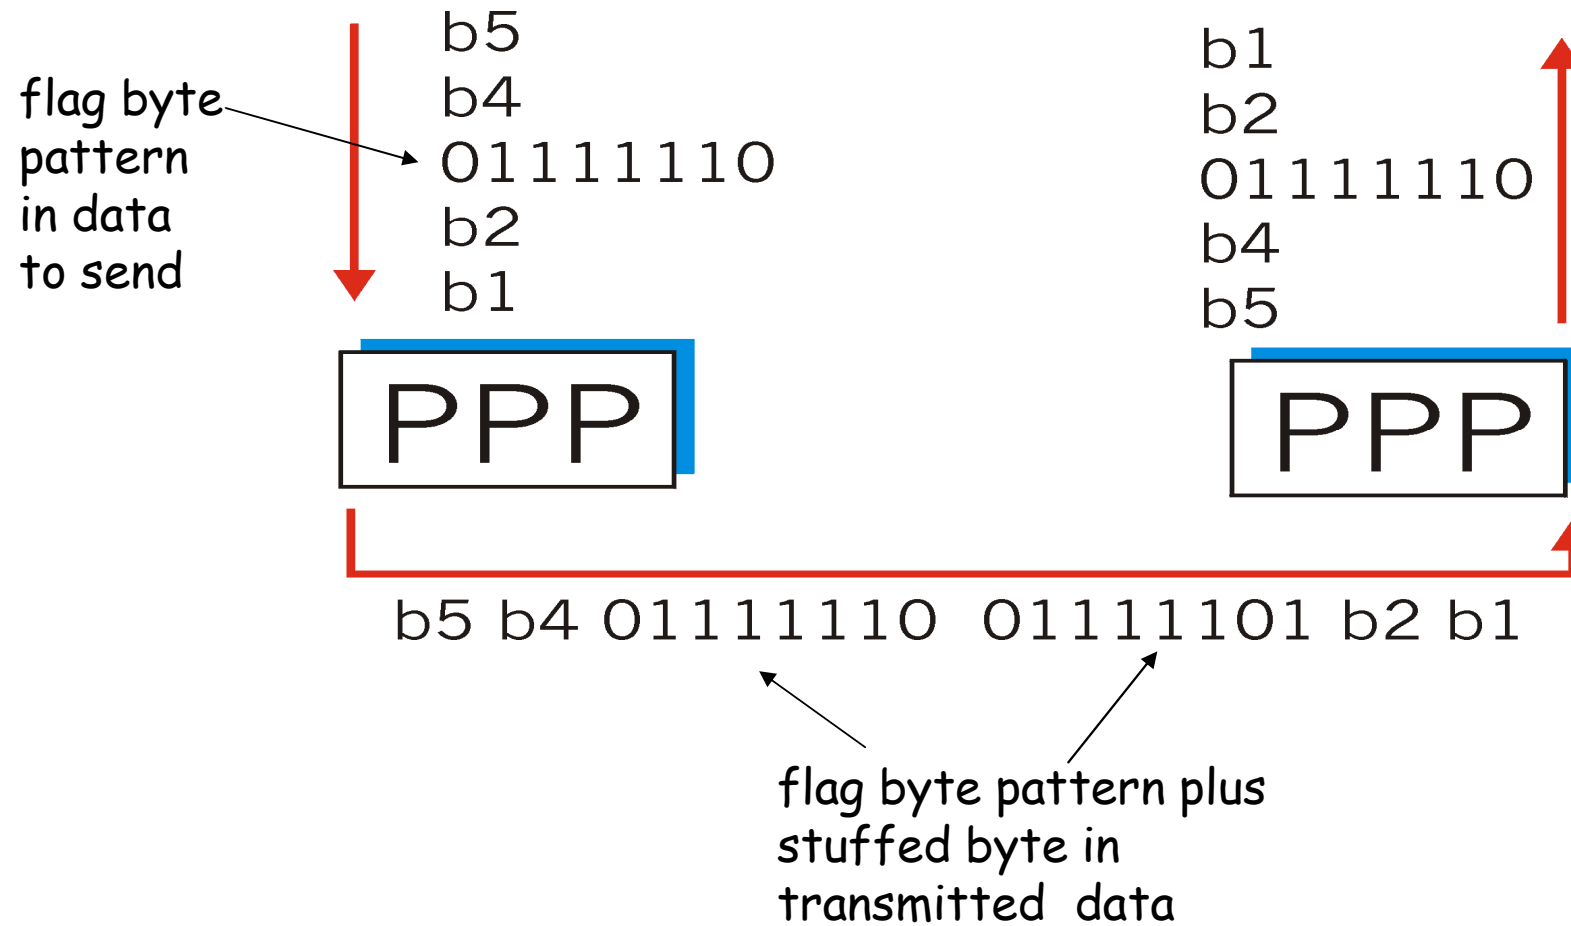 flag byte
pattern
in data
to send
b5
b4
01111110
b2
b1
PPP
b1
b2
01111110
b4
b5
PPP
b5 b4 01111110 01111101 b2 b1
flag byte pattern plus
stuffed byte in
transmitted data